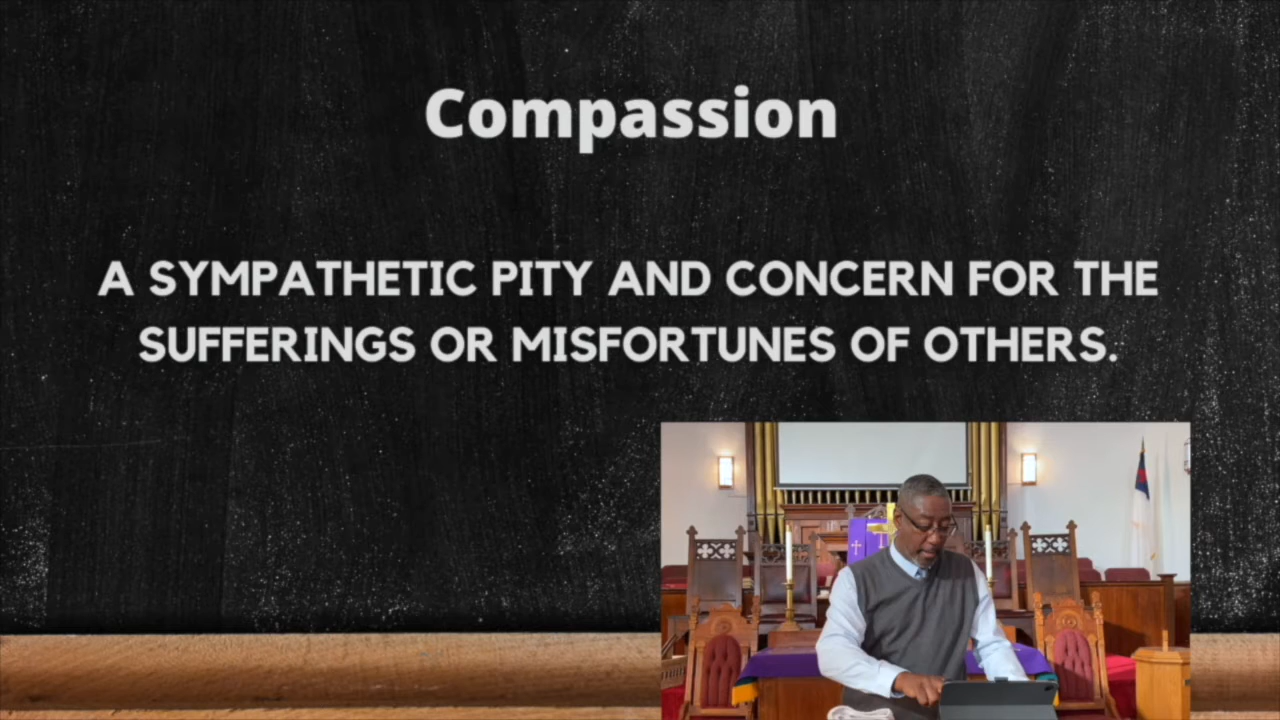 Compassion
A SYMPATHETIC PITY AND CONCERN FOR THE
SUFFERINGS OR MISFORTUNES OF OTHERS.